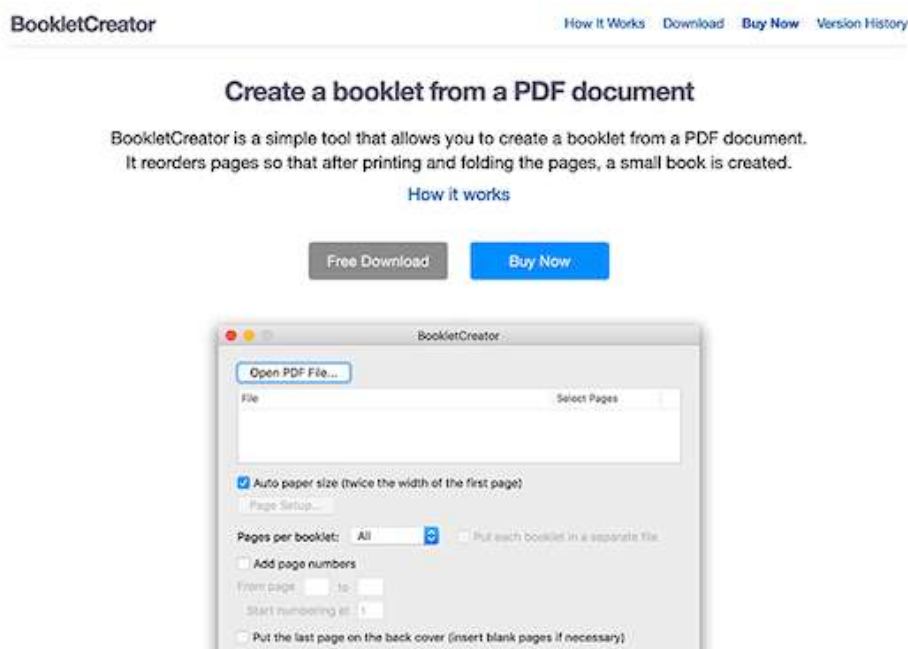 BookletCreator
How It Works Download Buy Now Version History
Create a booklet from a PDF document
BookletCreator is a simple tool that allows you to create a booklet from a PDF document.
It reorders pages so that after printing and folding the pages, a small book is created.
How it works
Free Download Buy Now
BookletCreator
Open PDF File...
File Select Pages
Auto paper size (twice the width of the first page)
Page Setup...
Pages per booklet: All Put each booklet in a separate file
Add page numbers
From page to
Start numbering at 1
Put the last page on the back cover (insert blank pages if necessary)